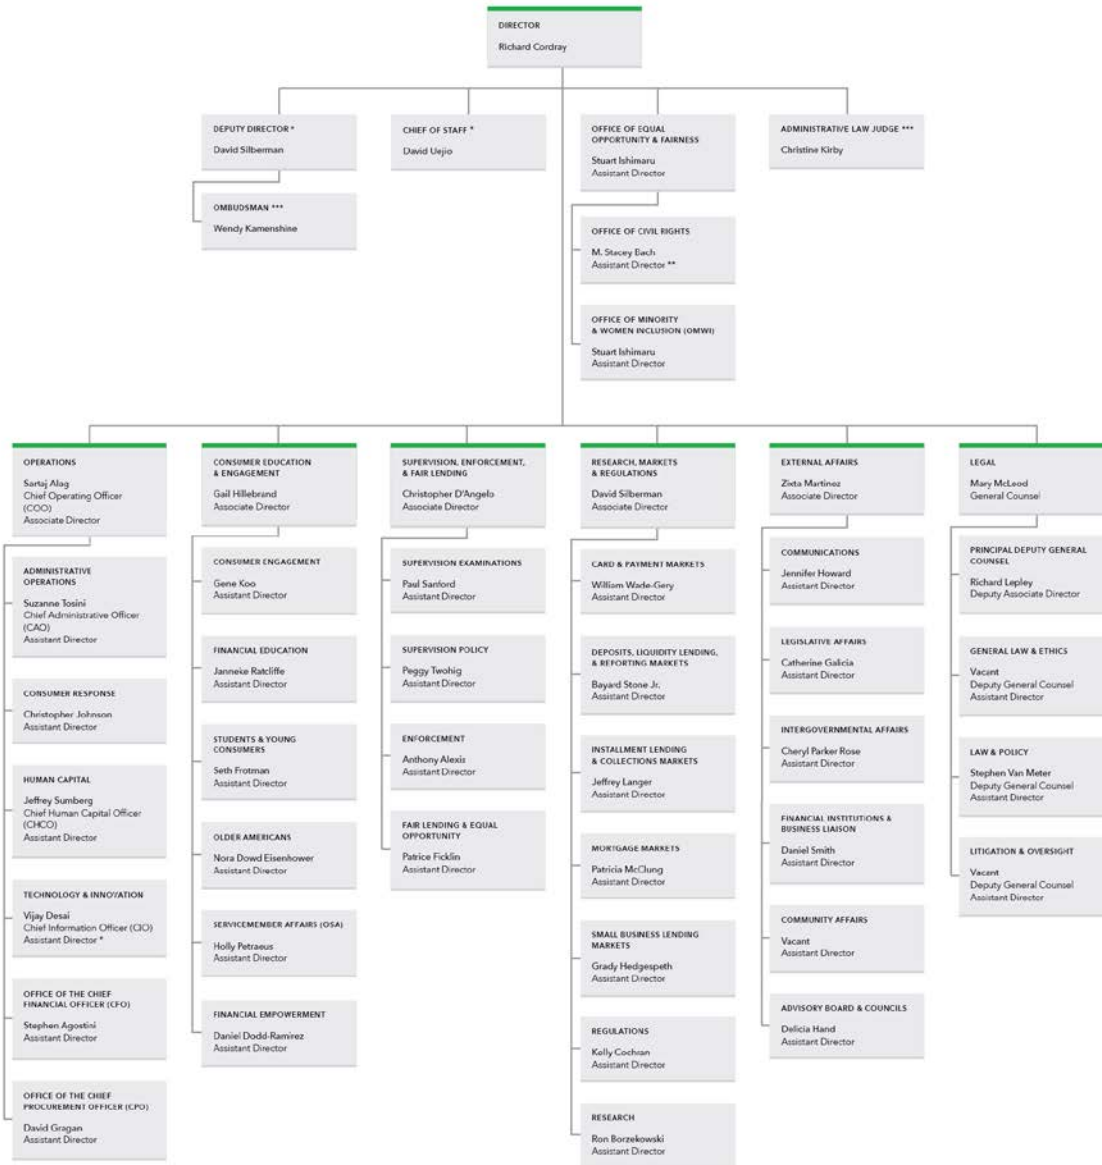 DIRECTOR
Richard Cordray
DEPUTY DIRECTOR *
David Silberman
OMBUDSMAN ***
Wendy Kamenshine
CHIEF OF STAFF *
David Uejio
OFFICE OF EQUAL
OPPORTUNITY & FAIRNESS
Stuart Ishimaru
Assistant Director
OFFICE OF CIVIL RIGHTS
M. Stacey Bach
Assistant Director **
OFFICE OF MINORITY
& WOMEN INCLUSION (OMWI)
Stuart Ishimaru
Assistant Director
ADMINISTRATIVE LAW JUDGE ***
Christine Kirby
OPERATIONS
Sartaj Alag
Chief Operating Officer
(COO)
Associate Director
ADMINISTRATIVE
OPERATIONS
Suzanne Tosini
Chief Administrative Officer
(CAO)
Assistant Director
CONSUMER RESPONSE
Christopher Johnson
Assistant Director
HUMAN CAPITAL
Jeffrey Sumberg
Chief Human Capital Officer
(CHCO)
Assistant Director
TECHNOLOGY & INNOVATION
Vijay Desai
Chief Information Officer (CIO)
Assistant Director *
OFFICE OF THE CHIEF
FINANCIAL OFFICER (CFO)
Stephen Agostini
Assistant Director
OFFICE OF THE CHIEF
PROCUREMENT OFFICER (CPO)
David Gragan
Assistant Director
CONSUMER EDUCATION
& ENGAGEMENT
Gail Hillebrand
Associate Director
CONSUMER ENGAGEMENT
Gene Koo
Assistant Director
FINANCIAL EDUCATION
Janneke Ratcliffe
Assistant Director
STUDENTS & YOUNG
CONSUMERS
Seth Frotman
Assistant Director
OLDER AMERICANS
Nora Dowd Eisenhower
Assistant Director
SERVICEMEMBER AFFAIRS (OSA)
Holly Petraeus
Assistant Director
FINANCIAL EMPOWERMENT
Daniel Dodd-Ramirez
Assistant Director
SUPERVISION, ENFORCEMENT,
& FAIR LENDING
Christopher D'Angelo
Associate Director
SUPERVISION EXAMINATIONS
Paul Sanford
Assistant Director
SUPERVISION POLICY
Peggy Twohig
Assistant Director
ENFORCEMENT
Anthony Alexis
Assistant Director
FAIR LENDING & EQUAL
OPPORTUNITY
Patrice Ficklin
Assistant Director
RESEARCH, MARKETS
& REGULATIONS
David Silberman
Associate Director
CARD & PAYMENT MARKETS
William Wade-Gery
Assistant Director
DEPOSITS, LIQUIDITY LENDING,
& REPORTING MARKETS
Bayard Stone Jr.
Assistant Director
INSTALLMENT LENDING
& COLLECTIONS MARKETS
Jeffrey Langer
Assistant Director
MORTGAGE MARKETS
Patricia McClung
Assistant Director
SMALL BUSINESS LENDING
MARKETS
Grady Hedgespeth
Assistant Director
REGULATIONS
Kelly Cochran
Assistant Director
RESEARCH
Ron Borzekowski
Assistant Director
EXTERNAL AFFAIRS
Zixta Martinez
Associate Director
COMMUNICATIONS
Jennifer Howard
Assistant Director
LEGISLATIVE AFFAIRS
Catherine Galicia
Assistant Director
INTERGOVERNMENTAL AFFAIRS
Cheryl Parker Rose
Assistant Director
FINANCIAL INSTITUTIONS &
BUSINESS LIAISON
Daniel Smith
Assistant Director
COMMUNITY AFFAIRS
Vacant
Assistant Director
ADVISORY BOARD & COUNCILS
Delicia Hand
Assistant Director
LEGAL
Mary McLeod
General Counsel
PRINCIPAL DEPUTY GENERAL
COUNSEL
Richard Lepley
Deputy Associate Director
GENERAL LAW & ETHICS
Vacant
Deputy General Counsel
Assistant Director
LAW & POLICY
Stephen Van Meter
Deputy General Counsel
Assistant Director
LITIGATION & OVERSIGHT
Vacant
Deputy General Counsel
Assistant Director